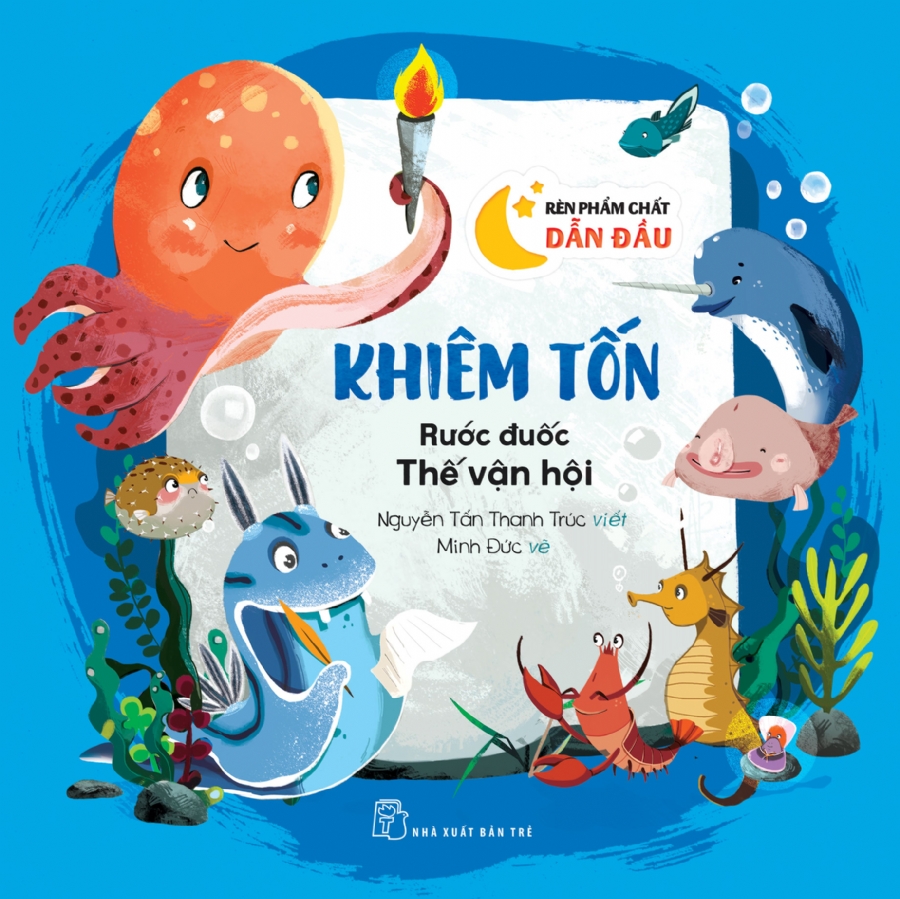 RÈN PHẨM CHẤT
DẪN ĐẦU
KHIÊM TỐN
Rước đuốc
Thế vận hội
Nguyễn Tấn Thanh Trúc viết
Minh Đức vẽ
NHÀ XUẤT BẢN TRẺ